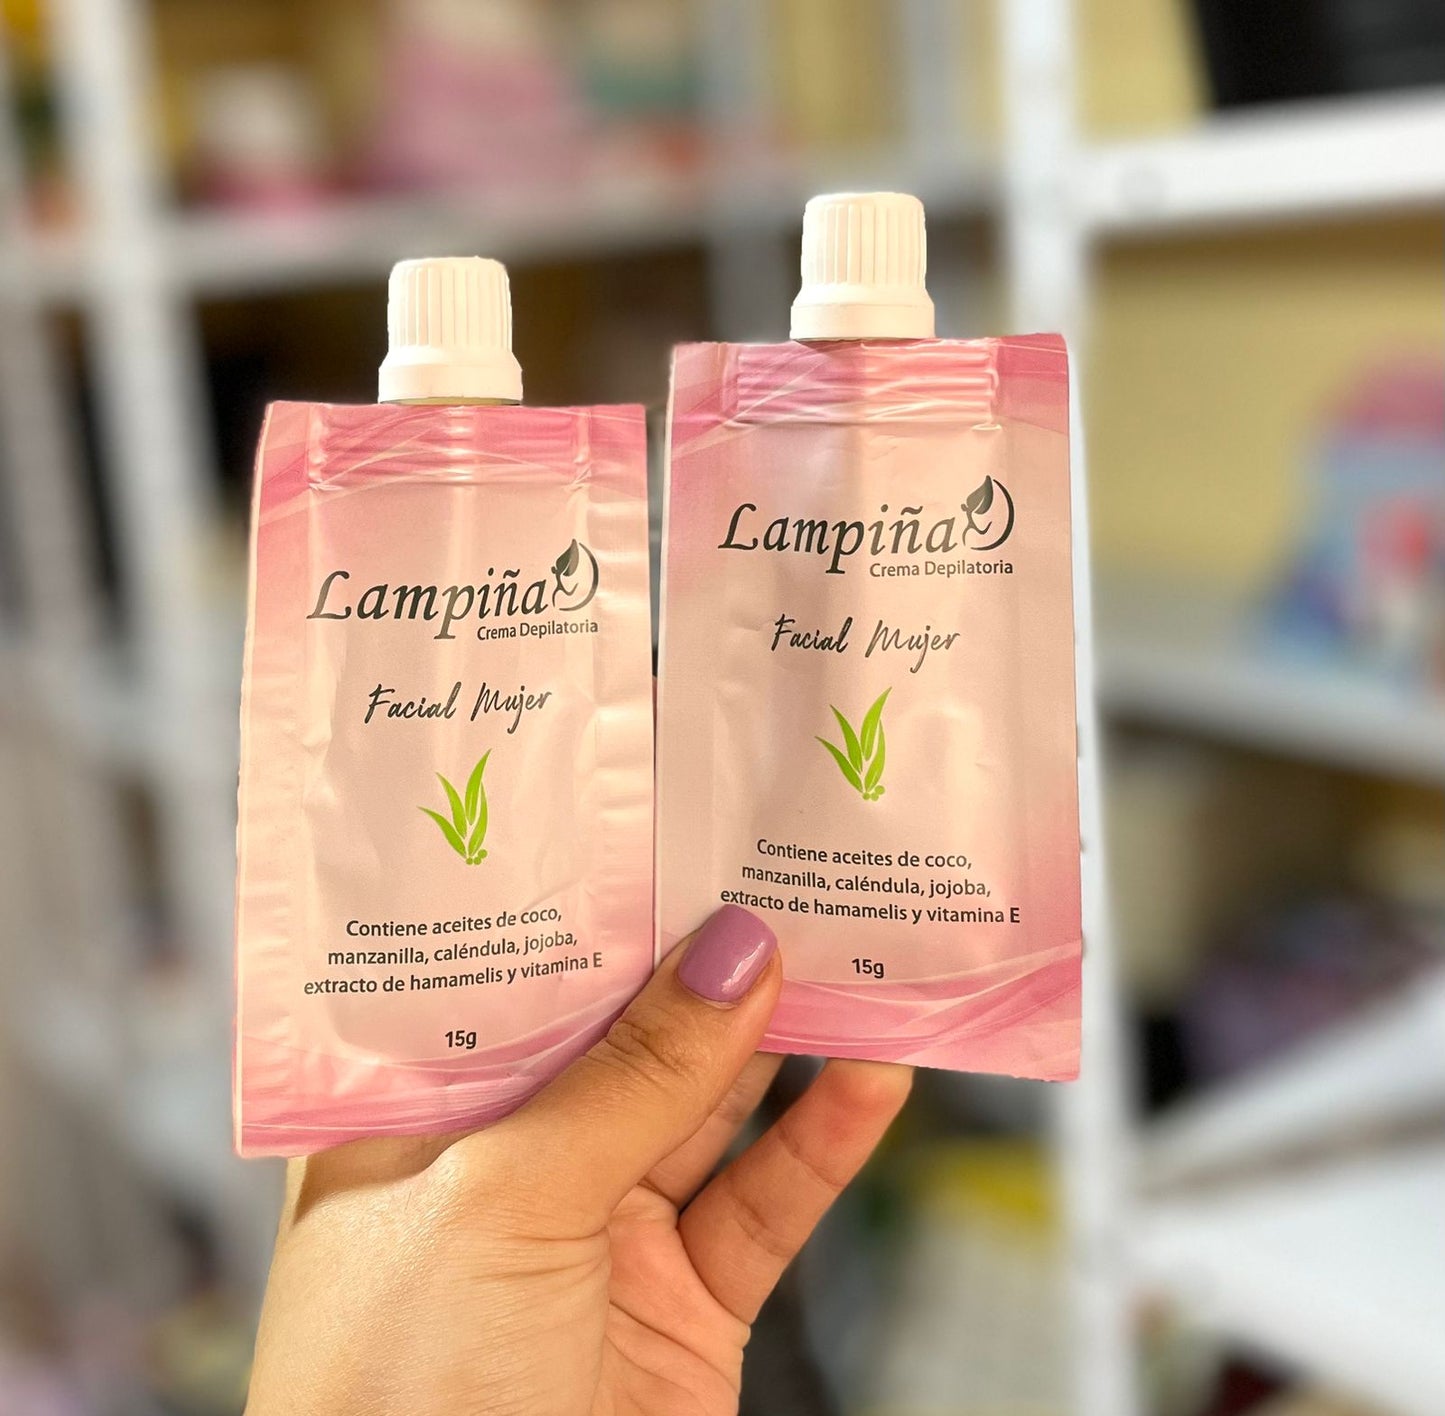 Lampiña
Crema Depilatoria
Facial Mujer
Contiene aceites de coco,
manzanilla, caléndula, jojoba,
extracto de hamamelis y vitamina E
15g
Lampiña
Crema Depilatoria
Facial Mujer
Contiene aceites de coco,
manzanilla, caléndula, jojoba,
extracto de hamamelis y vitamina E
15g